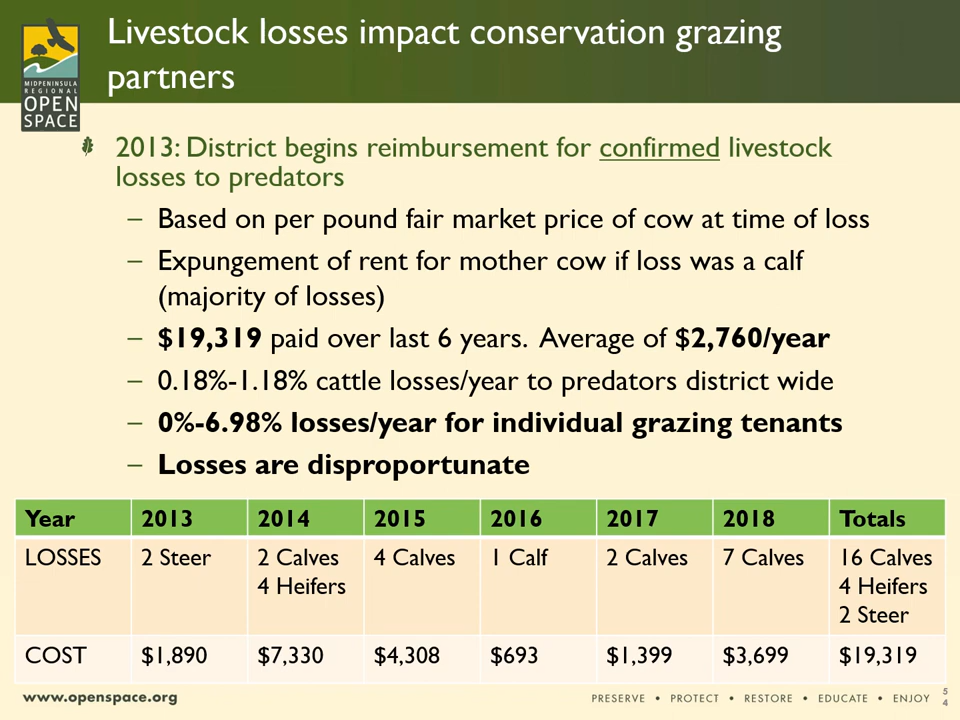 Livestock losses impact conservation grazing
partners
MIDPENINSULA
REGIONAL
OPEN
SPACE
2013: District begins reimbursement for confirmed livestock
losses to predators
– Based on per pound fair market price of cow at time of loss
– Expungement of rent for mother cow if loss was a calf
(majority of losses)
– $19,319 paid over last 6 years. Average of $2,760/year
– 0.18%-1.18% cattle losses/year to predators district wide
– 0%-6.98% losses/year for individual grazing tenants
– Losses are disproportunate
Year 2013 2014 2015 2016 2017 2018 Totals
LOSSES 2 Steer 2 Calves 4 Calves 1 Calf 2 Calves 7 Calves 16 Calves
4 Heifers 4 Heifers
2 Steer
COST $1,890 $7,330 $4,308 $693 $1,399 $3,699 $19,319
www.openspace.org PRESERVE • PROTECT • RESTORE • EDUCATE • ENJOY 5
4